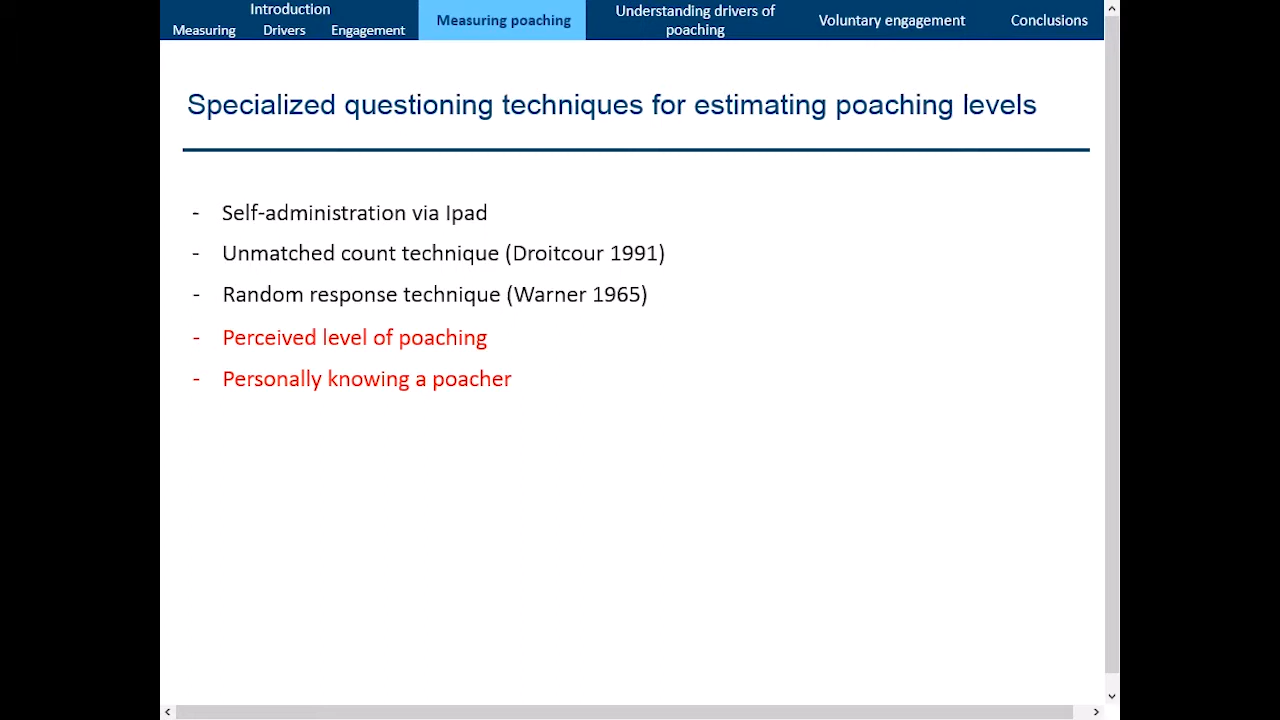 Introduction
Measuring Drivers Engagement
Measuring poaching
Understanding drivers of
poaching
Voluntary engagement
Conclusions
Specialized questioning techniques for estimating poaching levels
- Self-administration via Ipad
- Unmatched count technique (Droitcour 1991)
- Random response technique (Warner 1965)
- Perceived level of poaching
- Personally knowing a poacher